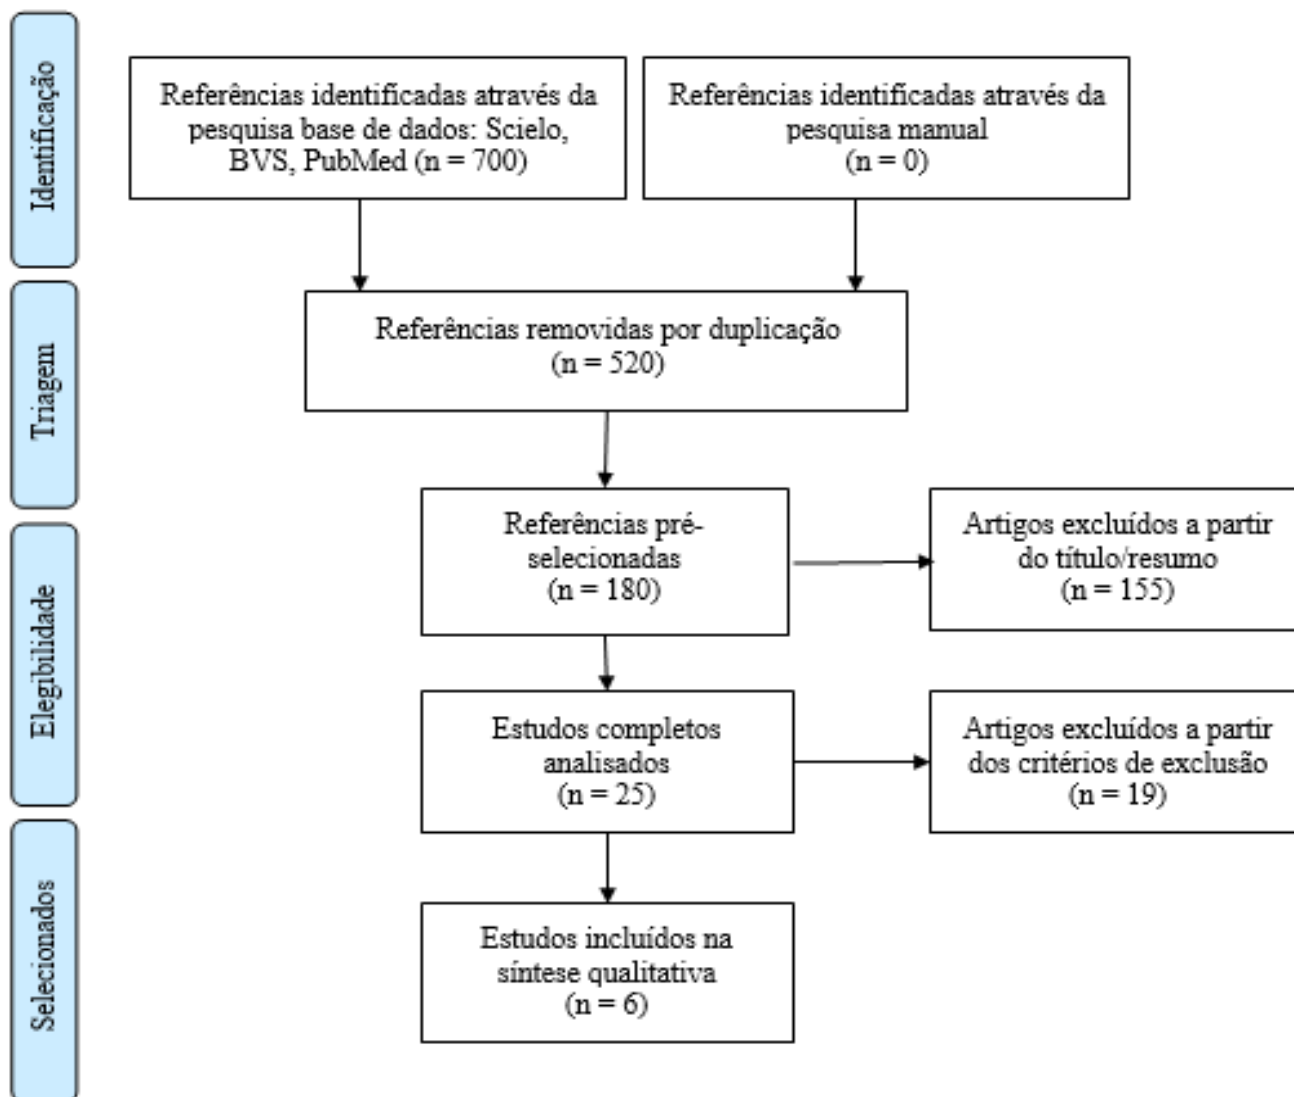 Identificação
Referências identificadas através da
pesquisa base de dados: Scielo,
BVS, PubMed (n = 700)
Referências identificadas através da
pesquisa manual
(n = 0)
Triagem
Referências removidas por duplicação
(n = 520)
Elegibilidade
Referências pré-
selecionadas
(n = 180)
Artigos excluídos a partir
do título/resumo
(n = 155)
Estudos completos
analisados
(n = 25)
Artigos excluídos a partir
dos critérios de exclusão
(n = 19)
Selecionados
Estudos incluídos na
síntese qualitativa
(n = 6)